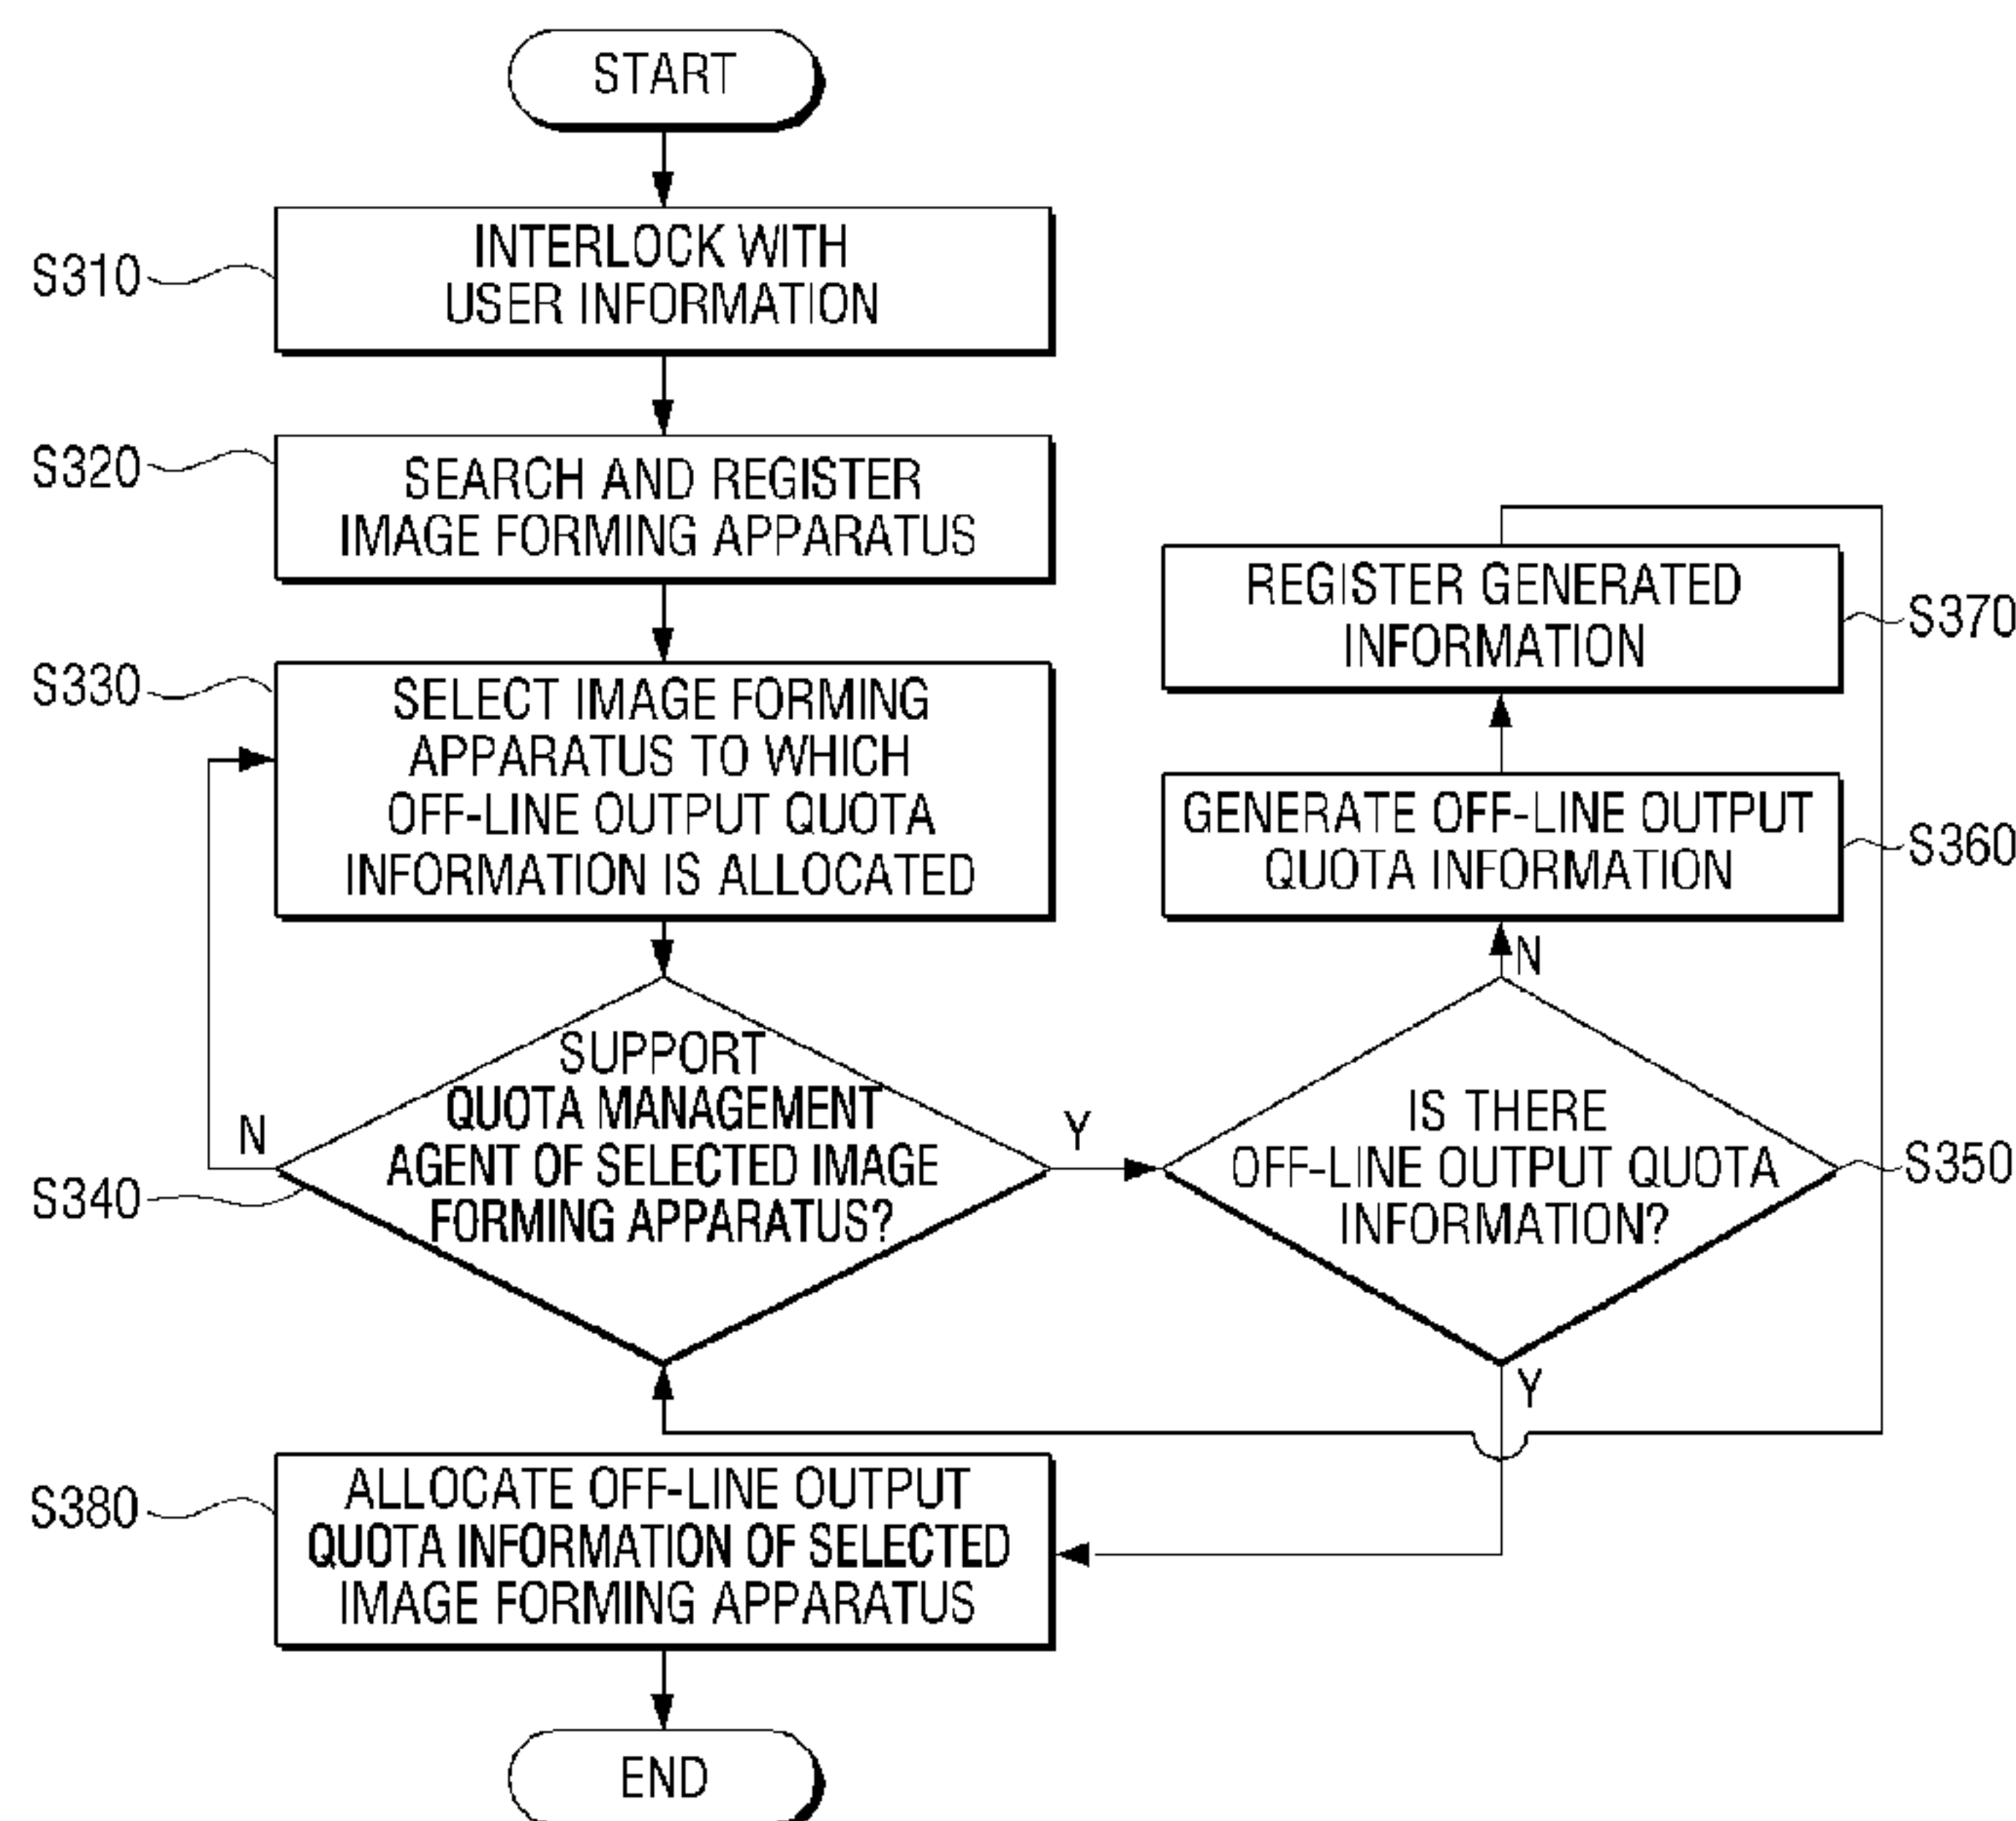 START
S310
INTERLOCK WITH
USER INFORMATION
S320
SEARCH AND REGISTER
IMAGE FORMING APPARATUS
S330
SELECT IMAGE FORMING
APPARATUS TO WHICH
OFF-LINE OUTPUT QUOTA
INFORMATION IS ALLOCATED
S340
SUPPORT
QUOTA MANAGEMENT
AGENT OF SELECTED IMAGE
FORMING APPARATUS?
N
Y
IS THERE
OFF-LINE OUTPUT QUOTA
INFORMATION?
S350
N
Y
GENERATE OFF-LINE OUTPUT
QUOTA INFORMATION
S360
REGISTER GENERATED
INFORMATION
S370
S380
ALLOCATE OFF-LINE OUTPUT
QUOTA INFORMATION OF SELECTED
IMAGE FORMING APPARATUS
END